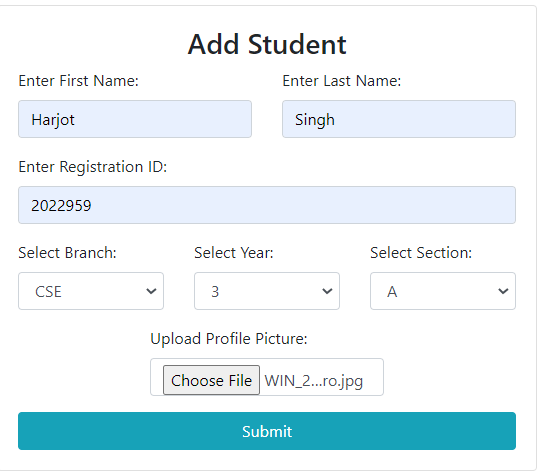 Add Student
Enter First Name: Enter Last Name:
Harjot Singh
Enter Registration ID:
2022959
Select Branch: Select Year: Select Section:
CSE 3 A
Upload Profile Picture:
Choose File WIN_2...ro.jpg
Submit